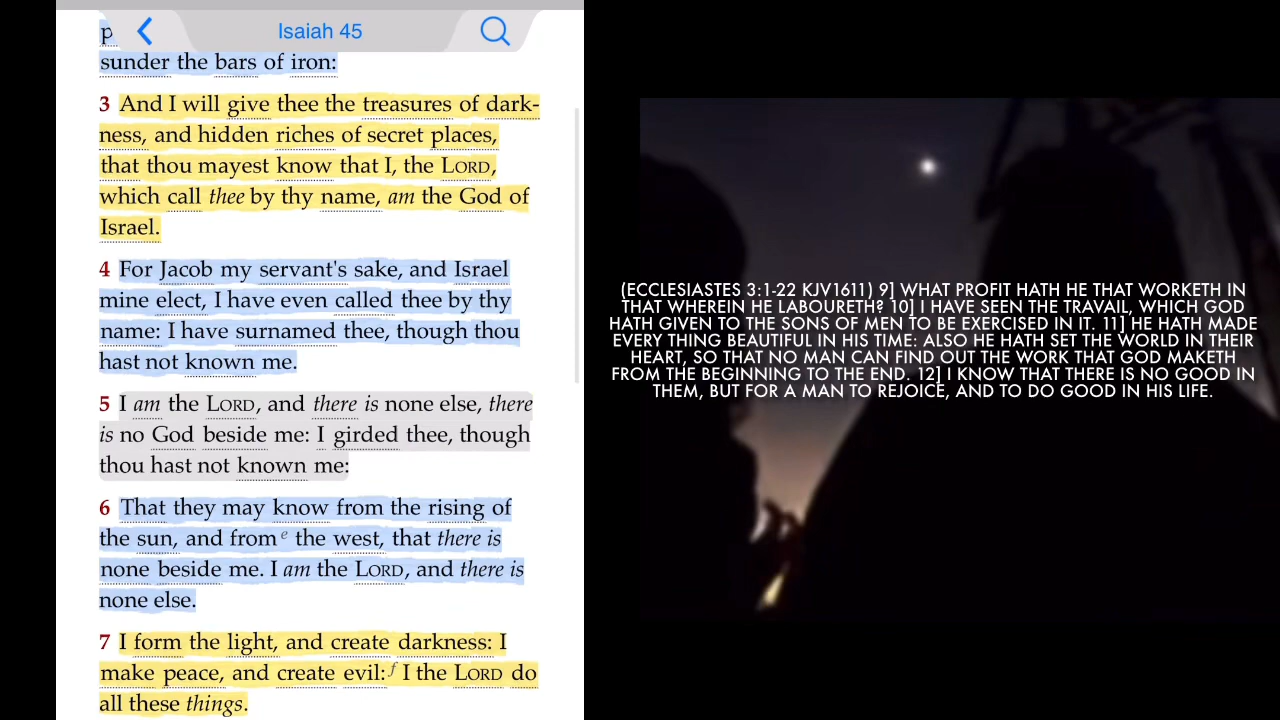 Isaiah 45
p
sunder the bars of iron:
3 And I will give thee the treasures of dark-
ness, and hidden riches of secret places,
that thou mayest know that I, the LORD,
which call thee by thy name, am the God of
Israel.
4 For Jacob my servant's sake, and Israel
mine elect, I have even called thee by thy
name: I have surnamed thee, though thou
hast not known me.
5 I am the LORD, and there is none else, there
is no God beside me: I girded thee, though
thou hast not known me:
6 That they may know from the rising of
the sun, and from e the west, that there is
none beside me. I am the LORD, and there is
none else.
7 I form the light, and create darkness: I
make peace, and create evil: f I the LORD do
all these things.
(ECCLESIASTES 3:1-22 KJV1611) 9] WHAT PROFIT HATH HE THAT WORKETH IN
THAT WHEREIN HE LABOURETH? 10] I HAVE SEEN THE TRAVAIL, WHICH GOD
HATH GIVEN TO THE SONS OF MEN TO BE EXERCISED IN IT. 11] HE HATH MADE
EVERY THING BEAUTIFUL IN HIS TIME: ALSO HE HATH SET THE WORLD IN THEIR
HEART, SO THAT NO MAN CAN FIND OUT THE WORK THAT GOD MAKETH
FROM THE BEGINNING TO THE END. 12] I KNOW THAT THERE IS NO GOOD IN
THEM, BUT FOR A MAN TO REJOICE, AND TO DO GOOD IN HIS LIFE.